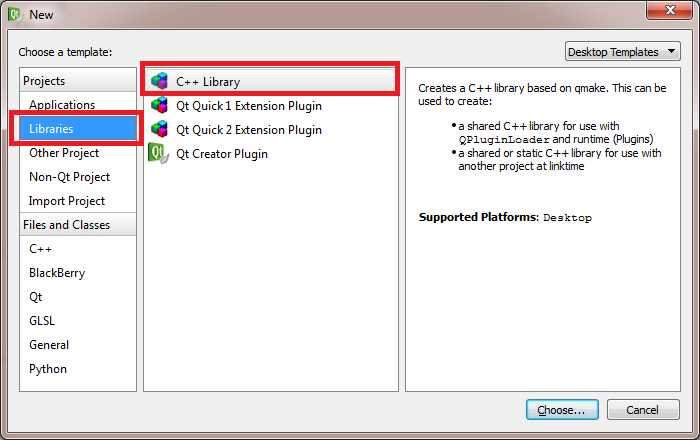 New
Choose a template:
Desktop Templates
Projects
Applications
Libraries
Other Project
Non-Qt Project
Import Project
Files and Classes
C++
BlackBerry
Qt
GLSL
General
Python
C++ Library
Qt Quick 1 Extension Plugin
Qt Quick 2 Extension Plugin
Qt Creator Plugin
Creates a C++ library based on qmake. This can be
used to create:
• a shared C++ library for use with
QPluginLoader and runtime (Plugins)
• a shared or static C++ library for use with
another project at linktime
Supported Platforms: Desktop
Choose...
Cancel